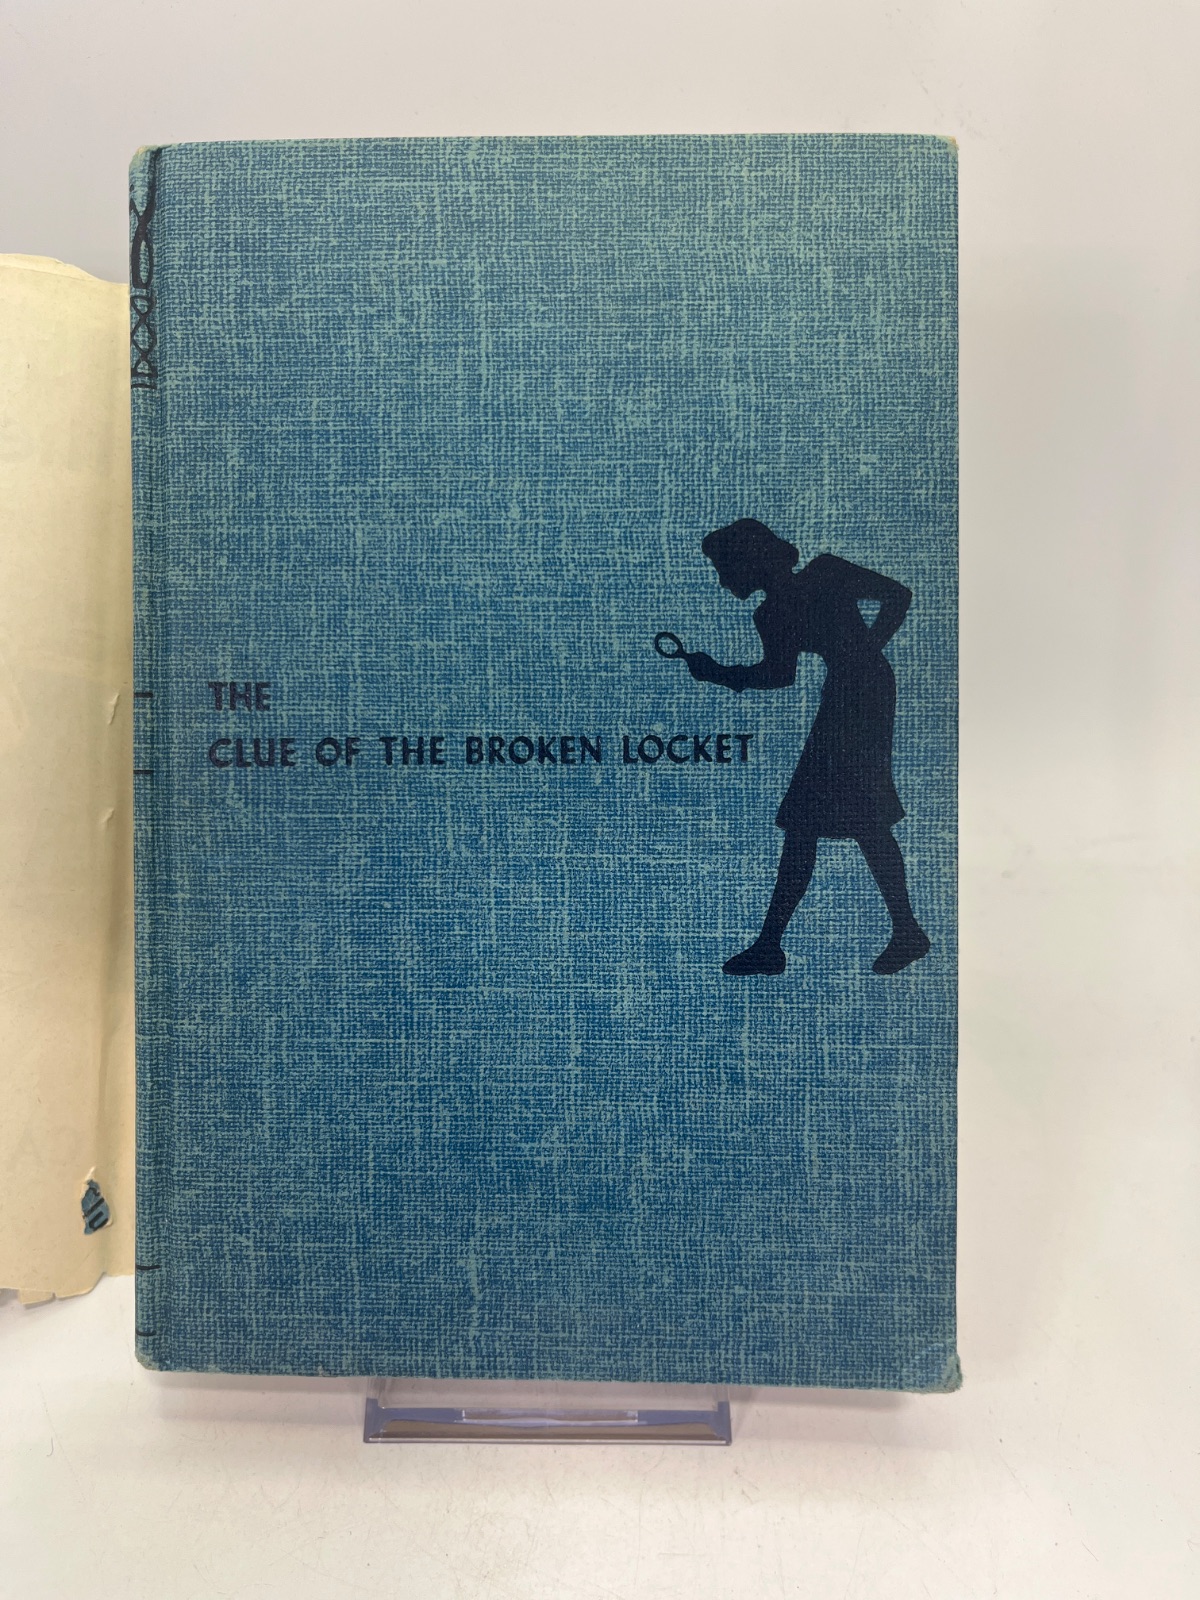 THE
CLUE OF THE BROKEN LOCKET